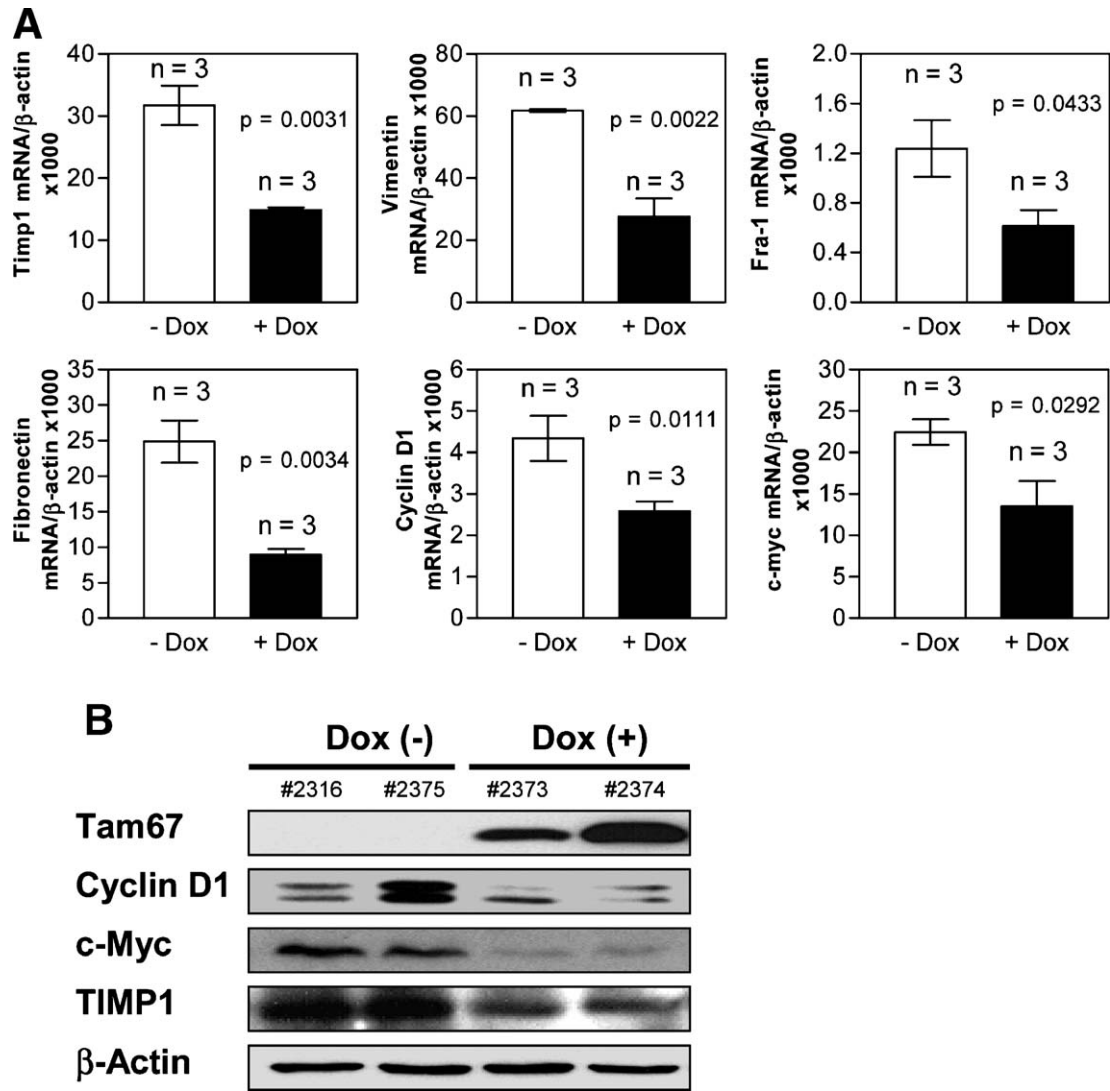 A
Timp1 mRNA/β-actin
x1000
40
30
20
10
0
n = 3
p = 0.0031
n = 3
- Dox
+ Dox
Vimentin
mRNA/β-actin x1000
80
60
40
20
0
n = 3
p = 0.0022
n = 3
- Dox
+ Dox
Fra-1 mRNA/β-actin
x1000
2.0
1.6
1.2
0.8
0.4
0.0
n = 3
p = 0.0433
n = 3
- Dox
+ Dox
Fibronectin
mRNA/β-actin x1000
35
30
25
20
15
10
5
0
n = 3
p = 0.0034
n = 3
- Dox
+ Dox
Cyclin D1
mRNA/β-actin x1000
6
5
4
3
2
1
0
n = 3
p = 0.0111
n = 3
- Dox
+ Dox
c-myc mRNA/β-actin
x1000
30
25
20
15
10
5
0
n = 3
p = 0.0292
n = 3
- Dox
+ Dox
B
Dox (-) Dox (+)
#2316 #2375 #2373 #2374
Tam67
Cyclin D1
c-Myc
TIMP1
β-Actin